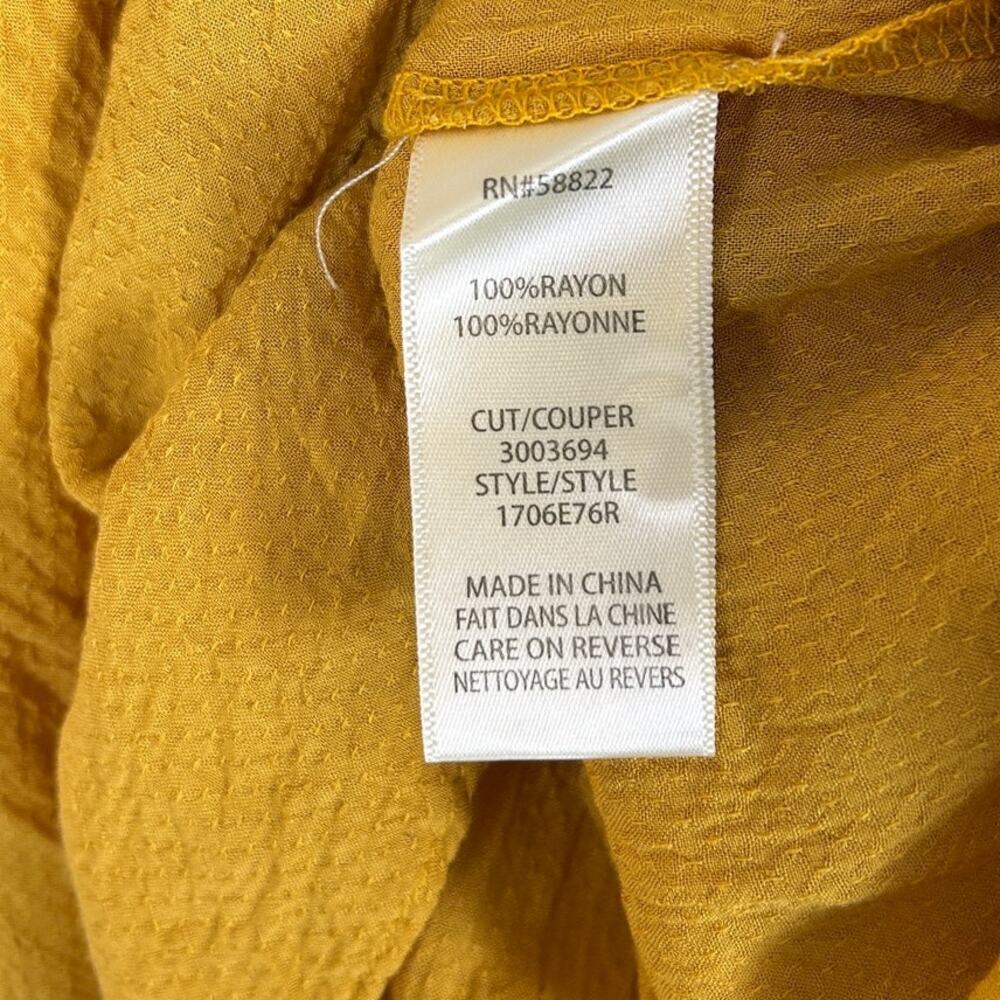 RN#58822
100%RAYON
100%RAYONNE
CUT/COUPER
3003694
STYLE/STYLE
1706E76R
MADE IN CHINA
FAIT DANS LA CHINE
CARE ON REVERSE
NETTOYAGE AU REVERS